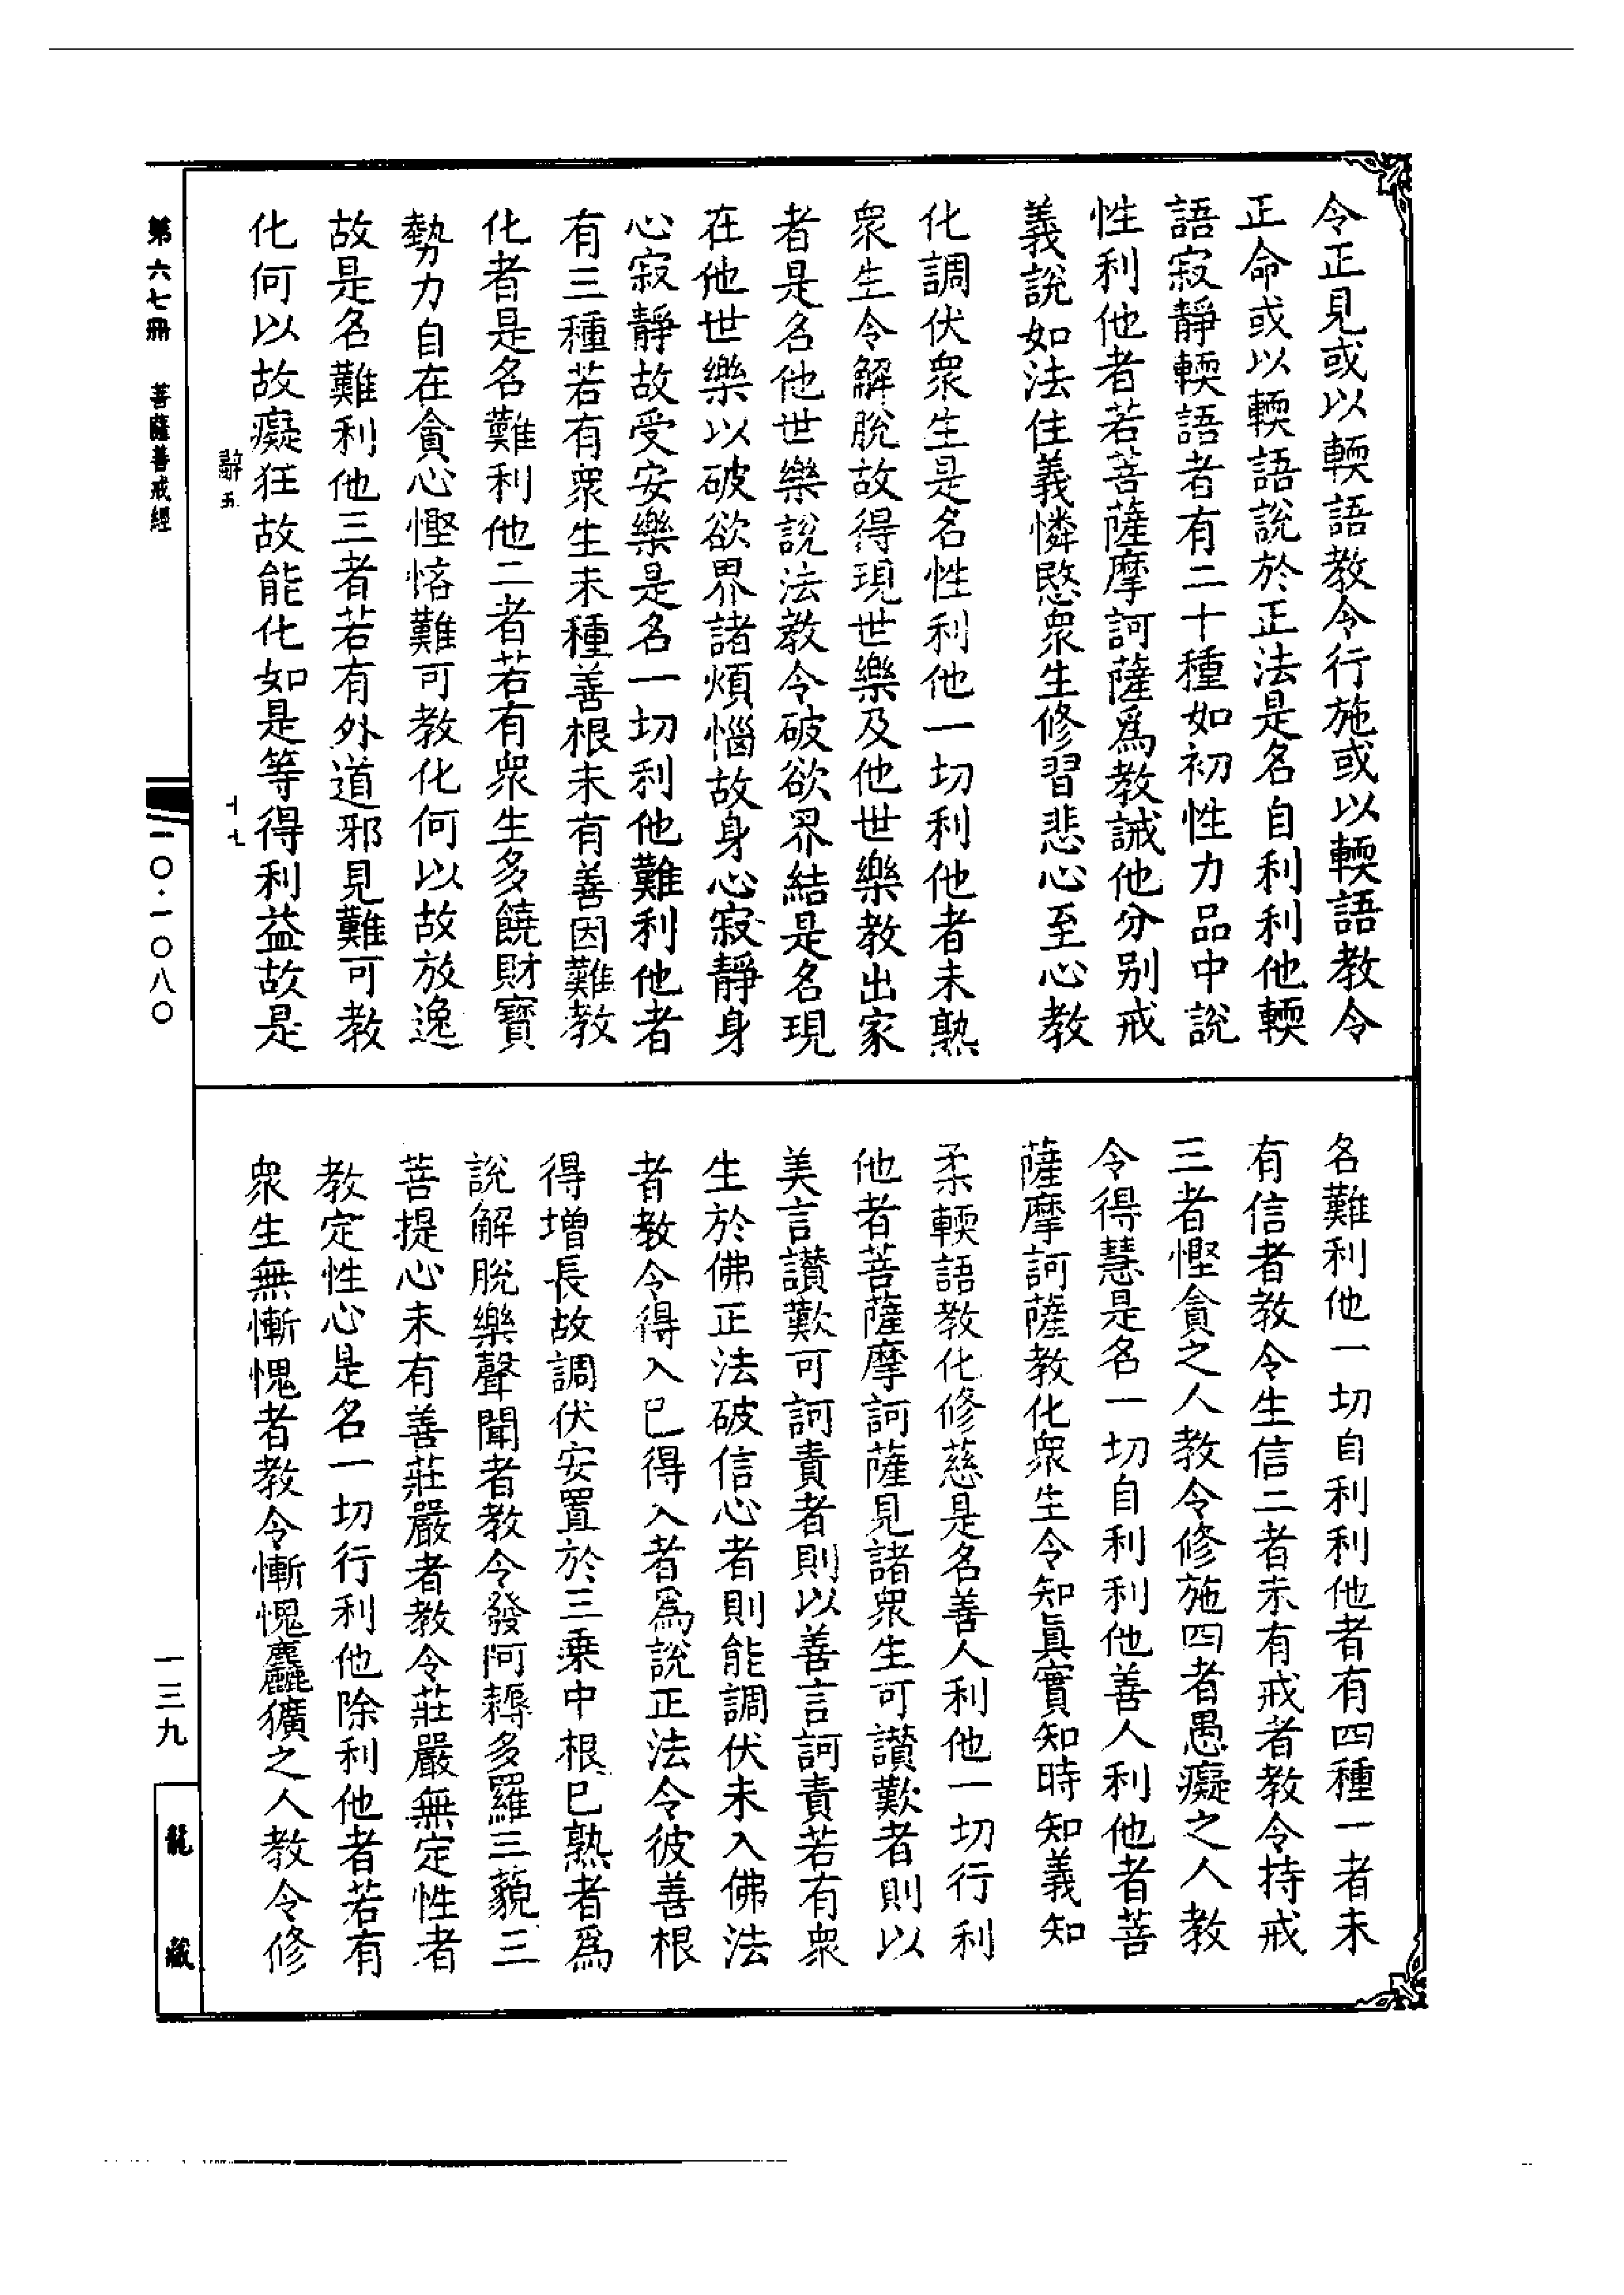 令正見或以輭語教令行施或以輭語教令
正命或以輭語說於正法是名自利利他輭
語寂靜輭語者有二十種如初性力品中說
性利他者若菩薩摩訶薩爲教誡他分別戒
義說如法住義憐愍眾生修習悲心至心教
化調伏眾生是名性利他一切利他者未熟
眾生令解脫故得現世樂及他世樂教出家
者是名他世樂說法教令破欲界結是名現
在他世樂以破欲界諸煩惱故身心寂靜身
心寂靜故受安樂是名一切利他難利他者
有三種若有眾生未種善根未有善因難教
化者是名難利他二者若有眾生多饒財寶
勢力自在貪心慳悋難可教化何以故放逸
故是名難利他三者若有外道邪見難可教
化何以故癡狂故能化如是等得利益故是
名難利他一切自利利他者有四種一者未
有信者教令生信二者未有戒者教令持戒
三者慳貪之人教令修施四者愚癡之人教
令得慧是名一切自利利他善人利他者菩
薩摩訶薩教化眾生令知眞實知時知義知
柔輭語教化修慈是名善人利他一切行利
他者菩薩摩訶薩見諸眾生可讚歎者則以
美言讚歎可訶責者則以善言訶責若有眾
生於佛正法破信心者則能調伏未入佛法
者教令得入已得入者爲說正法令彼善根
得增長故調伏安置於三乘中根已熟者爲
說解脫樂聲聞者教令發阿耨多羅三藐三
菩提心未有善莊嚴者教令莊嚴無定性者
教定性心是名一切行利他除利他者若有
眾生無慚愧者教令慚愧麤獷之人教令修
第六七冊 菩薩善戒經
辭五 十七
一〇·一〇八〇
一三九
龍藏